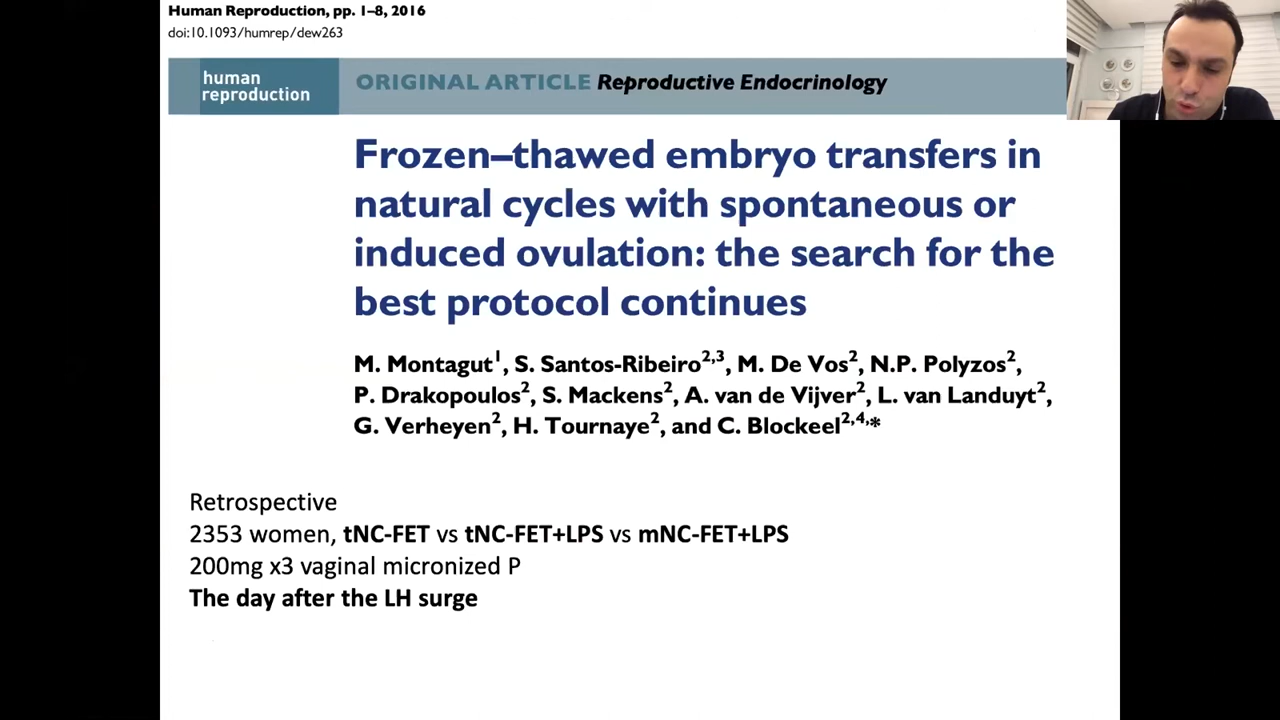 Human Reproduction, pp. 1–8, 2016
doi:10.1093/humrep/dew263
human
reproduction
ORIGINAL ARTICLE Reproductive Endocrinology
Frozen–thawed embryo transfers in
natural cycles with spontaneous or
induced ovulation: the search for the
best protocol continues
M. Montagut1, S. Santos-Ribeiro2,3, M. De Vos2, N.P. Polyzos2,
P. Drakopoulos2, S. Mackens2, A. van de Vijver2, L. van Landuyt2,
G. Verheyen2, H. Tournaye2, and C. Blockeel2,4,*
Retrospective
2353 women, tNC-FET vs tNC-FET+LPS vs mNC-FET+LPS
200mg x3 vaginal micronized P
The day after the LH surge